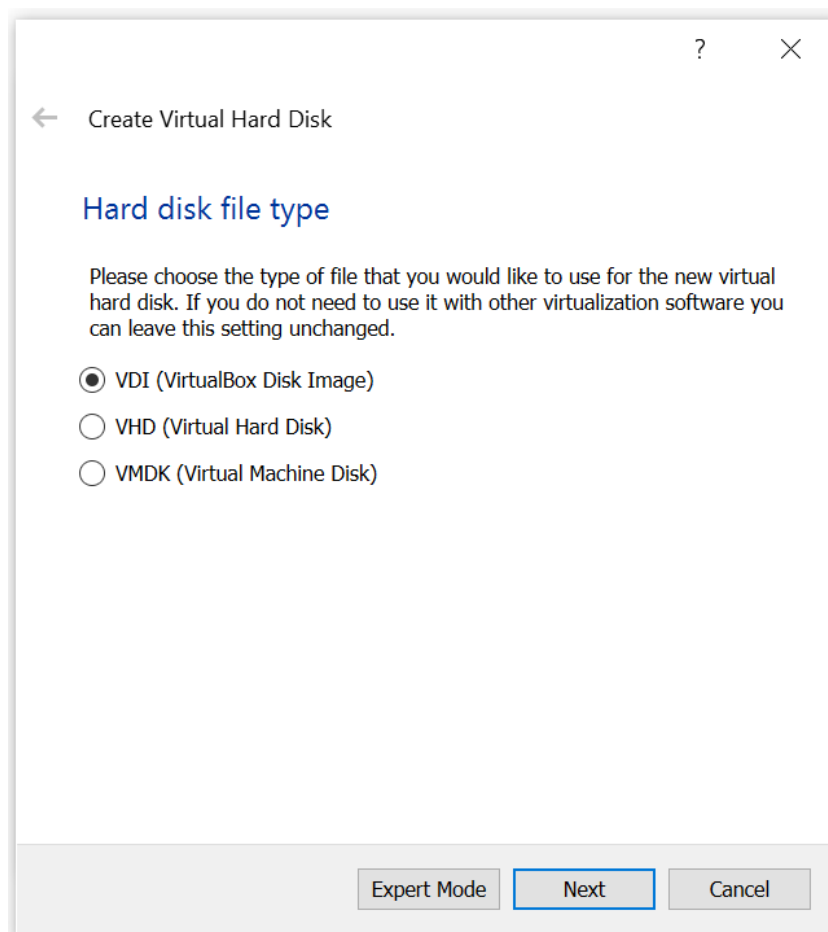 ?
Create Virtual Hard Disk
Hard disk file type
Please choose the type of file that you would like to use for the new virtual
hard disk. If you do not need to use it with other virtualization software you
can leave this setting unchanged.
VDI (VirtualBox Disk Image)
VHD (Virtual Hard Disk)
VMDK (Virtual Machine Disk)
Expert Mode Next Cancel